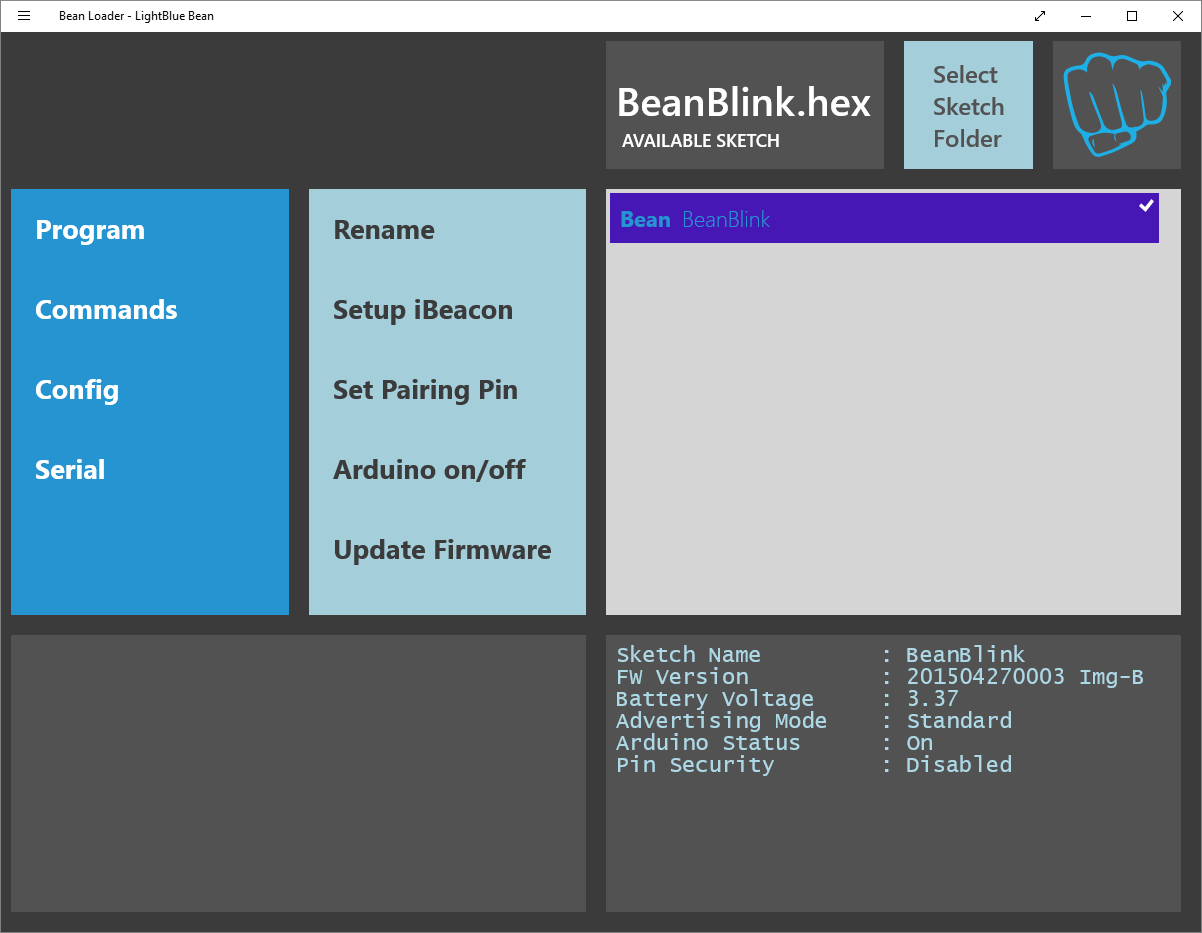 Bean Loader - LightBlue Bean
BeanBlink.hex
AVAILABLE SKETCH
Select
Sketch
Folder
Program
Commands
Config
Serial
Rename
Setup iBeacon
Set Pairing Pin
Arduino on/off
Update Firmware
Bean BeanBlink
Sketch Name : BeanBlink
FW Version : 201504270003 Img-B
Battery Voltage : 3.37
Advertising Mode : Standard
Arduino Status : On
Pin Security : Disabled